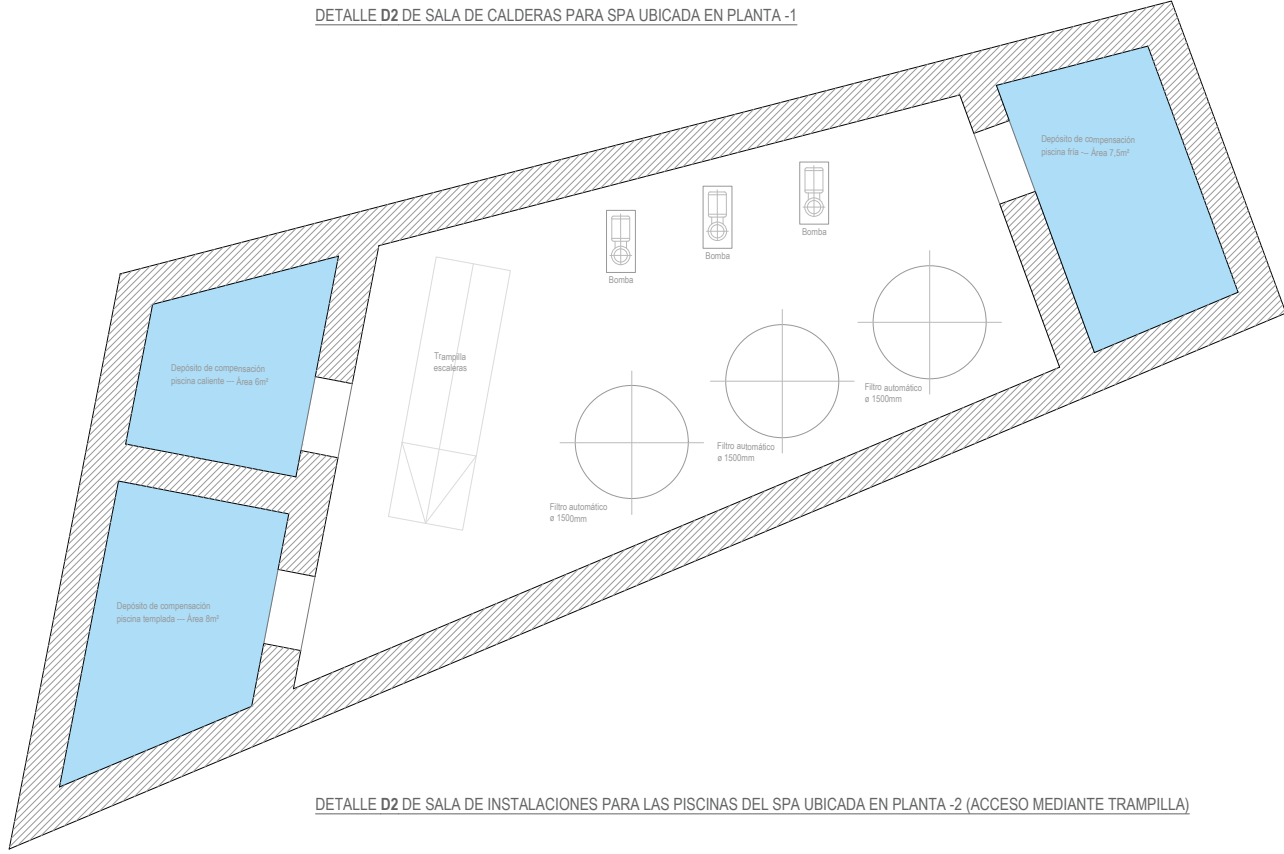 DETALLE D2 DE SALA DE CALDERAS PARA SPA UBICADA EN PLANTA -1
Depósito de compensación
piscina fría — Área 7,5m²
Bomba
Bomba
Bomba
Trampilla
escaleras
Depósito de compensación
piscina caliente — Área 6m²
Filtro automático
ø 1500mm
Filtro automático
ø 1500mm
Filtro automático
ø 1500mm
Depósito de compensación
piscina templada — Área 8m²
DETALLE D2 DE SALA DE INSTALACIONES PARA LAS PISCINAS DEL SPA UBICADA EN PLANTA -2 (ACCESO MEDIANTE TRAMPILLA)